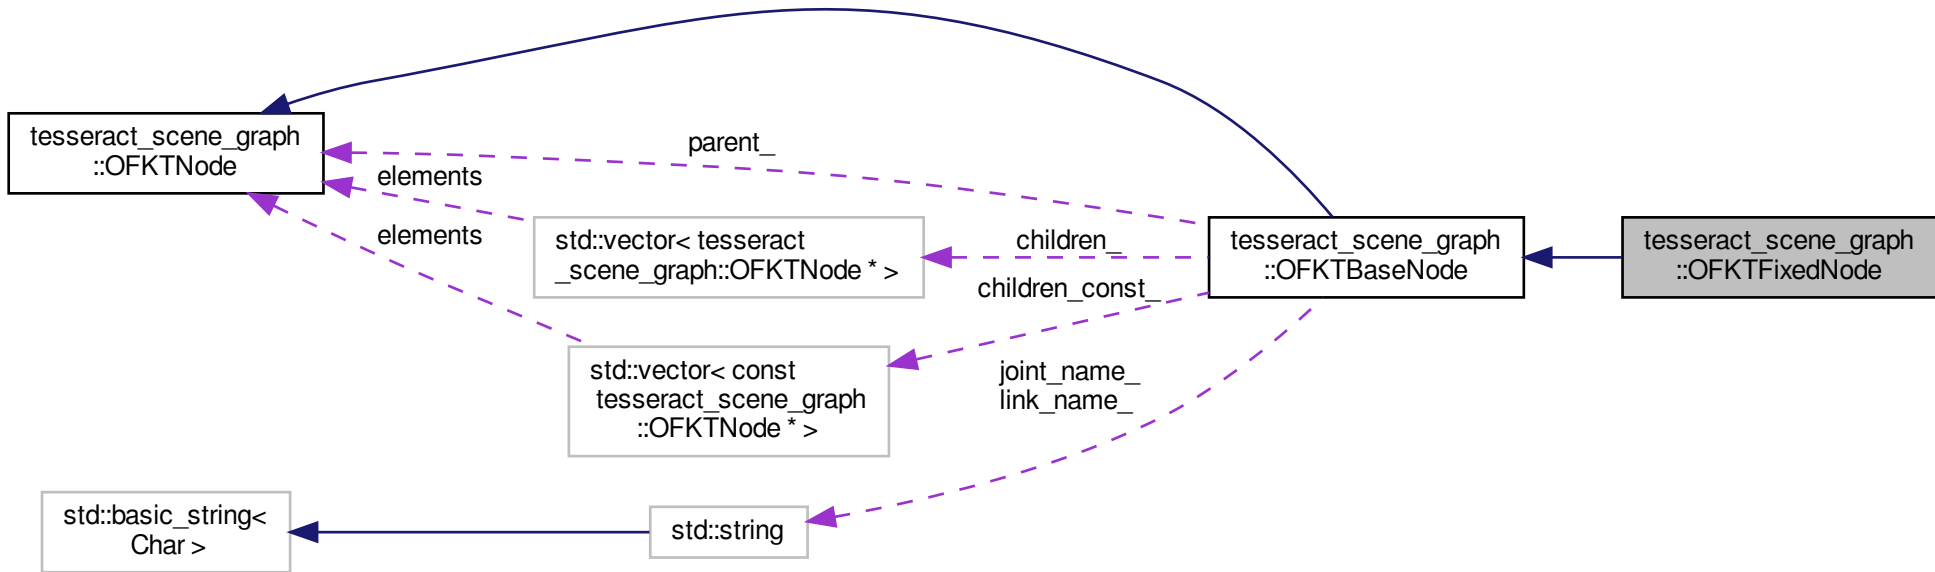 tesseract_scene_graph
::OFKTNode
parent_
elements
elements
std::vector< tesseract
_scene_graph::OFKTNode * >
children_
children_const_
tesseract_scene_graph
::OFKTBaseNode
tesseract_scene_graph
::OFKTFixedNode
std::vector< const
tesseract_scene_graph
::OFKTNode * >
joint_name_
link_name_
std::basic_string<
Char >
std::string